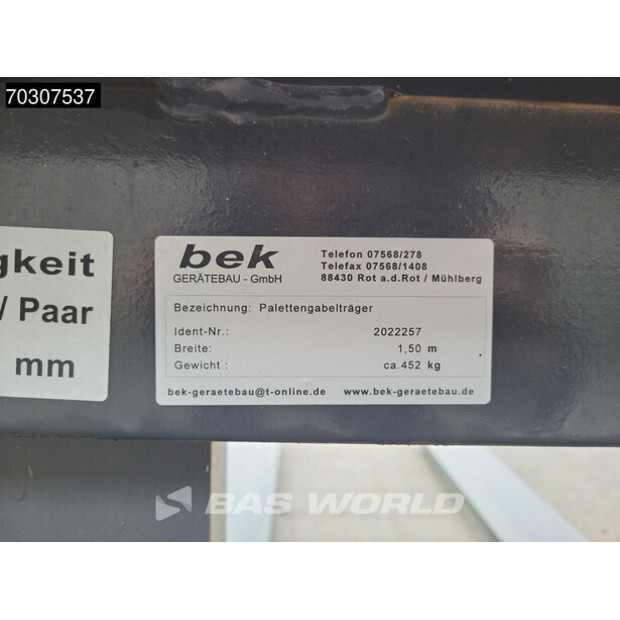 70307537
gkeit
/ Paar
mm
bek
GERÄTEBAU - GmbH
Telefon 07568/278
Telefax 07568/1408
88430 Rot a.d.Rot / Mühlberg
Bezeichnung: Palettengabelträger
Ident-Nr.: 2022257
Breite: 1,50 m
Gewicht : ca.452 kg
bek-geraetebau@t-online.de www.bek-geraetebau.de
BAS WORLD